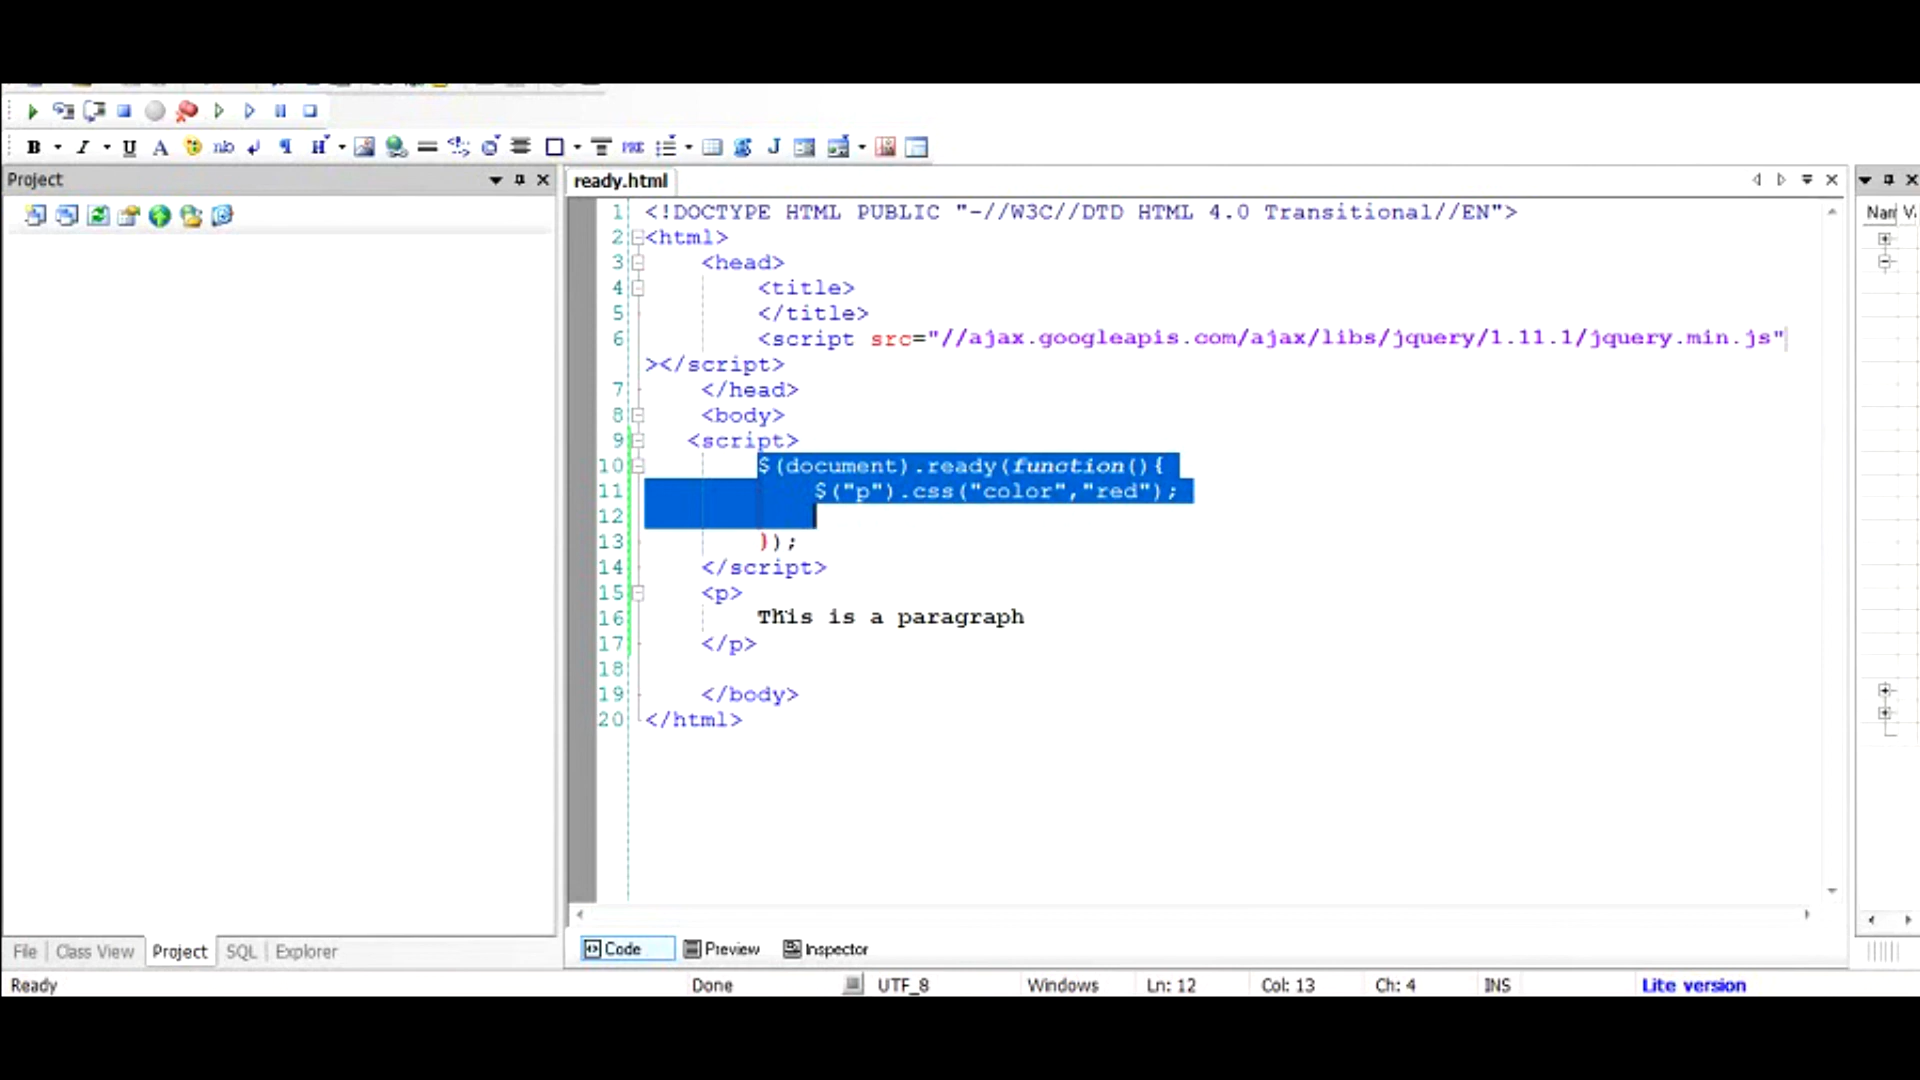 B I U A nb H PRE J
Project
ready.html
Nam V
1 <!DOCTYPE HTML PUBLIC "-//W3C//DTD HTML 4.0 Transitional//EN">
2 <html>
3 <head>
4 <title>
5 </title>
6 <script src="//ajax.googleapis.com/ajax/libs/jquery/1.11.1/jquery.min.js"
></script>
7 </head>
8 <body>
9 <script>
10 $(document).ready(function(){
11 $("p").css("color","red");
12
13 });
14 </script>
15 <p>
16 This is a paragraph
17 </p>
18
19 </body>
20 </html>
Code Preview Inspector
File Class View Project SQL Explorer
Ready Done UTF_8 Windows Ln: 12 Col: 13 Ch: 4 INS Lite version